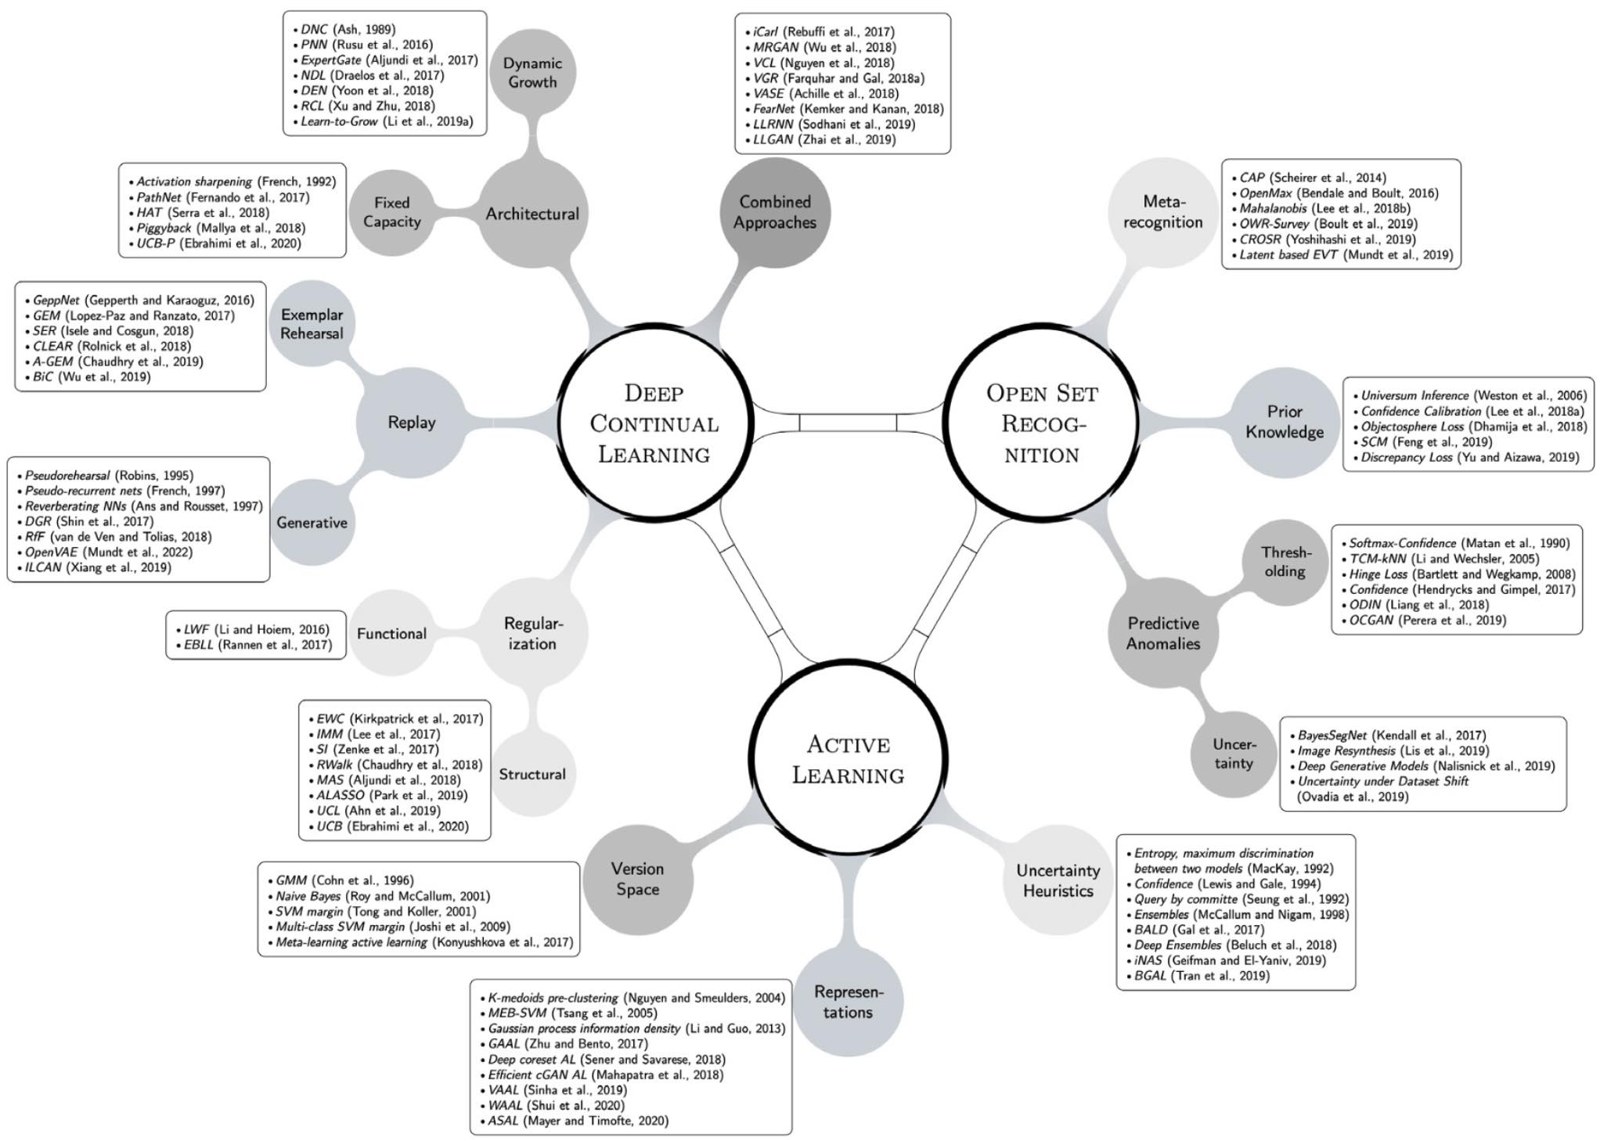 • DNC (Ash, 1989)
• PNN (Rusu et al., 2016)
• ExpertGate (Aljundi et al., 2017)
• NDL (Draelos et al., 2017)
• DEN (Yoon et al., 2018)
• RCL (Xu and Zhu, 2018)
• Learn-to-Grow (Li et al., 2019a)
Dynamic
Growth
• Activation sharpening (French, 1992)
• PathNet (Fernando et al., 2017)
• HAT (Serra et al., 2018)
• Piggyback (Mallya et al., 2018)
• UCB-P (Ebrahimi et al., 2020)
Fixed
Capacity
Architectural
• iCarl (Rebuffi et al., 2017)
• MRGAN (Wu et al., 2018)
• VCL (Nguyen et al., 2018)
• VGR (Farquhar and Gal, 2018a)
• VASE (Achille et al., 2018)
• FearNet (Kemker and Kanan, 2018)
• LLRNN (Sodhani et al., 2019)
• LLGAN (Zhai et al., 2019)
Combined
Approaches
• GeppNet (Gepperth and Karaoguz, 2016)
• GEM (Lopez-Paz and Ranzato, 2017)
• SER (Isele and Cosgun, 2018)
• CLEAR (Rolnick et al., 2018)
• A-GEM (Chaudhry et al., 2019)
• BiC (Wu et al., 2019)
Exemplar
Rehearsal
Replay
• Pseudorehearsal (Robins, 1995)
• Pseudo-recurrent nets (French, 1997)
• Reverberating NNs (Ans and Rousset, 1997)
• DGR (Shin et al., 2017)
• RfF (van de Ven and Tolias, 2018)
• OpenVAE (Mundt et al., 2022)
• ILCAN (Xiang et al., 2019)
Generative
DEEP
CONTINUAL
LEARNING
• LWF (Li and Hoiem, 2016)
• EBLL (Rannen et al., 2017)
Functional
Regular-
ization
• EWC (Kirkpatrick et al., 2017)
• IMM (Lee et al., 2017)
• SI (Zenke et al., 2017)
• RWalk (Chaudhry et al., 2018)
• MAS (Aljundi et al., 2018)
• ALASSO (Park et al., 2019)
• UCL (Ahn et al., 2019)
• UCB (Ebrahimi et al., 2020)
Structural
Meta-
recognition
• CAP (Scheirer et al., 2014)
• OpenMax (Bendale and Boult, 2016)
• Mahalanobis (Lee et al., 2018b)
• OWR-Survey (Boult et al., 2019)
• CROSR (Yoshihashi et al., 2019)
• Latent based EVT (Mundt et al., 2019)
OPEN SET
RECOG-
NITION
Prior
Knowledge
• Universum Inference (Weston et al., 2006)
• Confidence Calibration (Lee et al., 2018a)
• Objectosphere Loss (Dhamija et al., 2018)
• SCM (Feng et al., 2019)
• Discrepancy Loss (Yu and Aizawa, 2019)
Thresh-
olding
• Softmax-Confidence (Matan et al., 1990)
• TCM-kNN (Li and Wechsler, 2005)
• Hinge Loss (Bartlett and Wegkamp, 2008)
• Confidence (Hendrycks and Gimpel, 2017)
• ODIN (Liang et al., 2018)
• OCGAN (Perera et al., 2019)
Predictive
Anomalies
Uncer-
tainty
• BayesSegNet (Kendall et al., 2017)
• Image Resynthesis (Lis et al., 2019)
• Deep Generative Models (Nalisnick et al., 2019)
• Uncertainty under Dataset Shift
(Ovadia et al., 2019)
ACTIVE
LEARNING
Version
Space
• GMM (Cohn et al., 1996)
• Naive Bayes (Roy and McCallum, 2001)
• SVM margin (Tong and Koller, 2001)
• Multi-class SVM margin (Joshi et al., 2009)
• Meta-learning active learning (Konyushkova et al., 2017)
Uncertainty
Heuristics
• Entropy, maximum discrimination
between two models (MacKay, 1992)
• Confidence (Lewis and Gale, 1994)
• Query by committe (Seung et al., 1992)
• Ensembles (McCallum and Nigam, 1998)
• BALD (Gal et al., 2017)
• Deep Ensembles (Beluch et al., 2018)
• iNAS (Geifman and El-Yaniv, 2019)
• BGAL (Tran et al., 2019)
Represen-
tations
• K-medoids pre-clustering (Nguyen and Smeulders, 2004)
• MEB-SVM (Tsang et al., 2005)
• Gaussian process information density (Li and Guo, 2013)
• GAAL (Zhu and Bento, 2017)
• Deep coreset AL (Sener and Savarese, 2018)
• Efficient cGAN AL (Mahapatra et al., 2018)
• VAAL (Sinha et al., 2019)
• WAAL (Shui et al., 2020)
• ASAL (Mayer and Timofte, 2020)